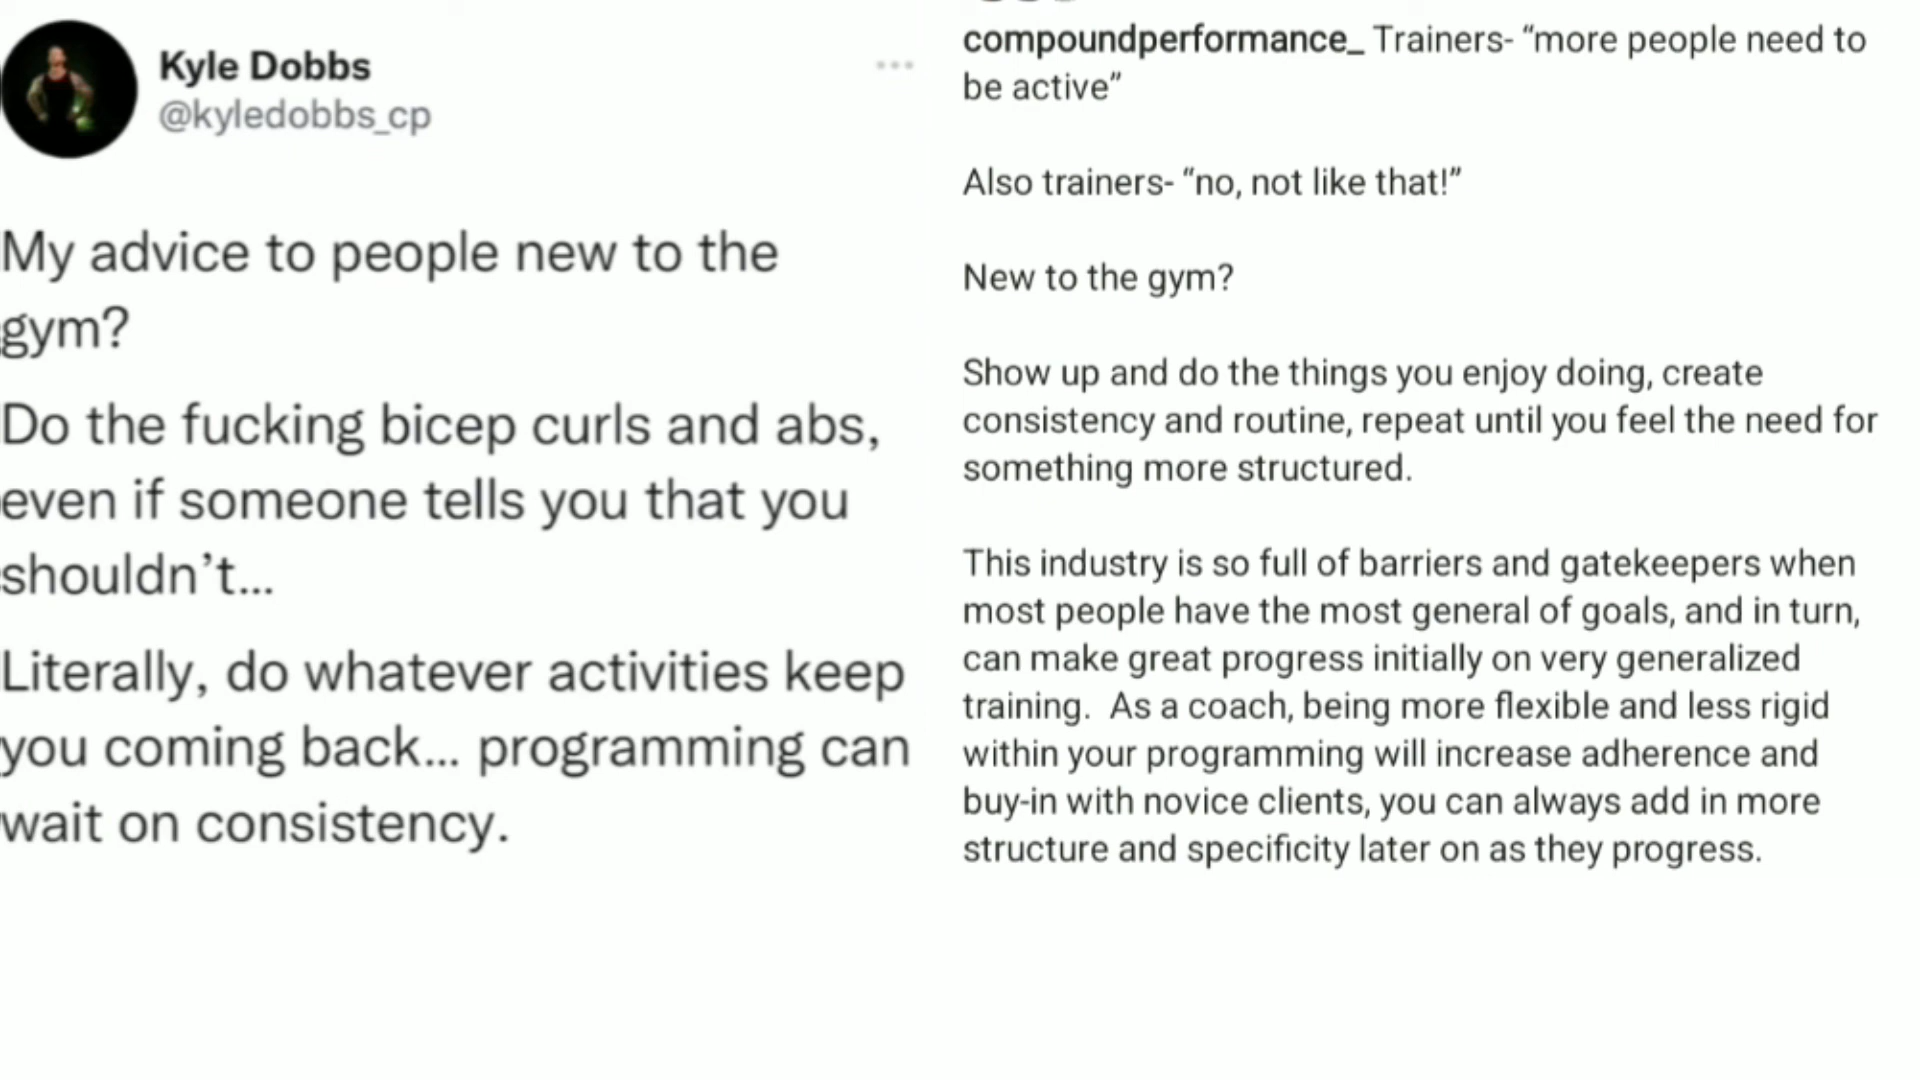 Kyle Dobbs
@kyledobbs_cp
My advice to people new to the
gym?
Do the fucking bicep curls and abs,
even if someone tells you that you
shouldn’t...
Literally, do whatever activities keep
you coming back... programming can
wait on consistency.
compoundperformance_ Trainers- “more people need to
be active”
Also trainers- “no, not like that!”
New to the gym?
Show up and do the things you enjoy doing, create
consistency and routine, repeat until you feel the need for
something more structured.
This industry is so full of barriers and gatekeepers when
most people have the most general of goals, and in turn,
can make great progress initially on very generalized
training.  As a coach, being more flexible and less rigid
within your programming will increase adherence and
buy-in with novice clients, you can always add in more
structure and specificity later on as they progress.